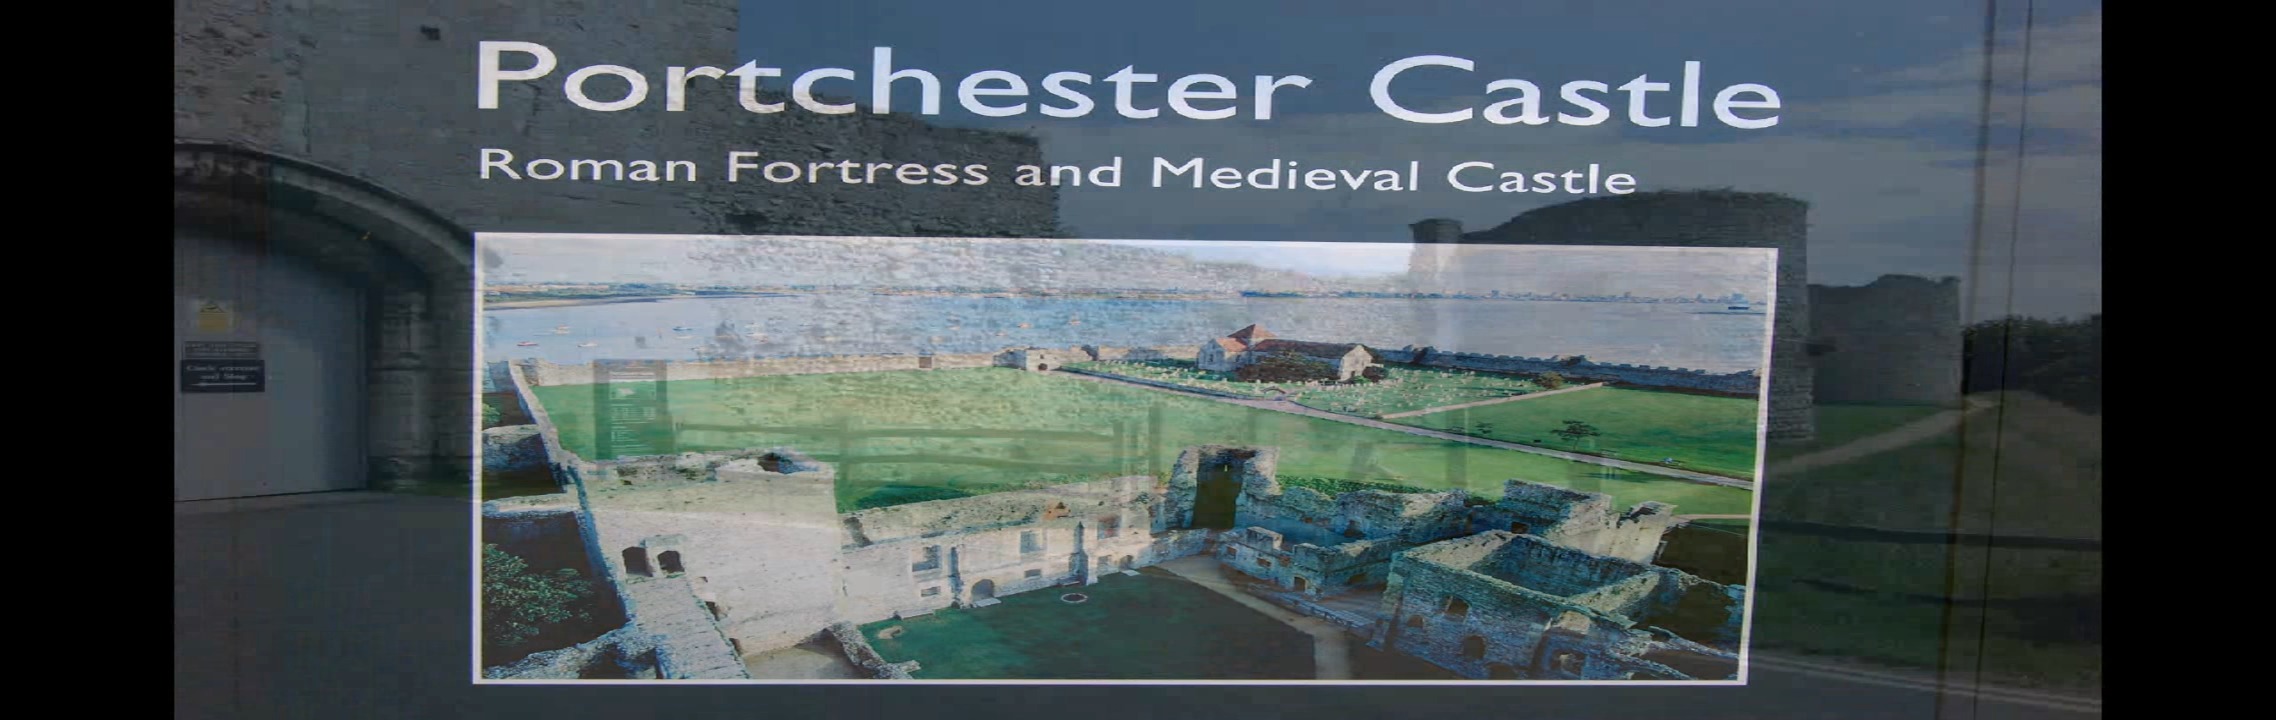 Portchester Castle
Roman Fortress and Medieval Castle